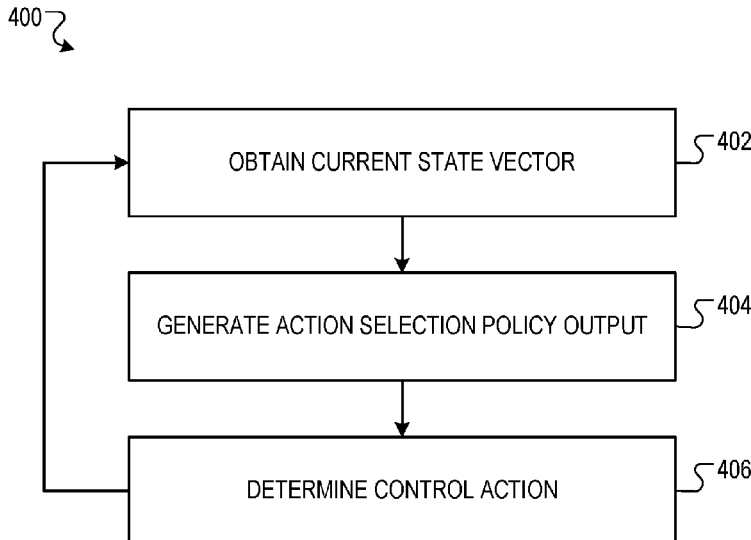 400
OBTAIN CURRENT STATE VECTOR
402
GENERATE ACTION SELECTION POLICY OUTPUT
404
DETERMINE CONTROL ACTION
406